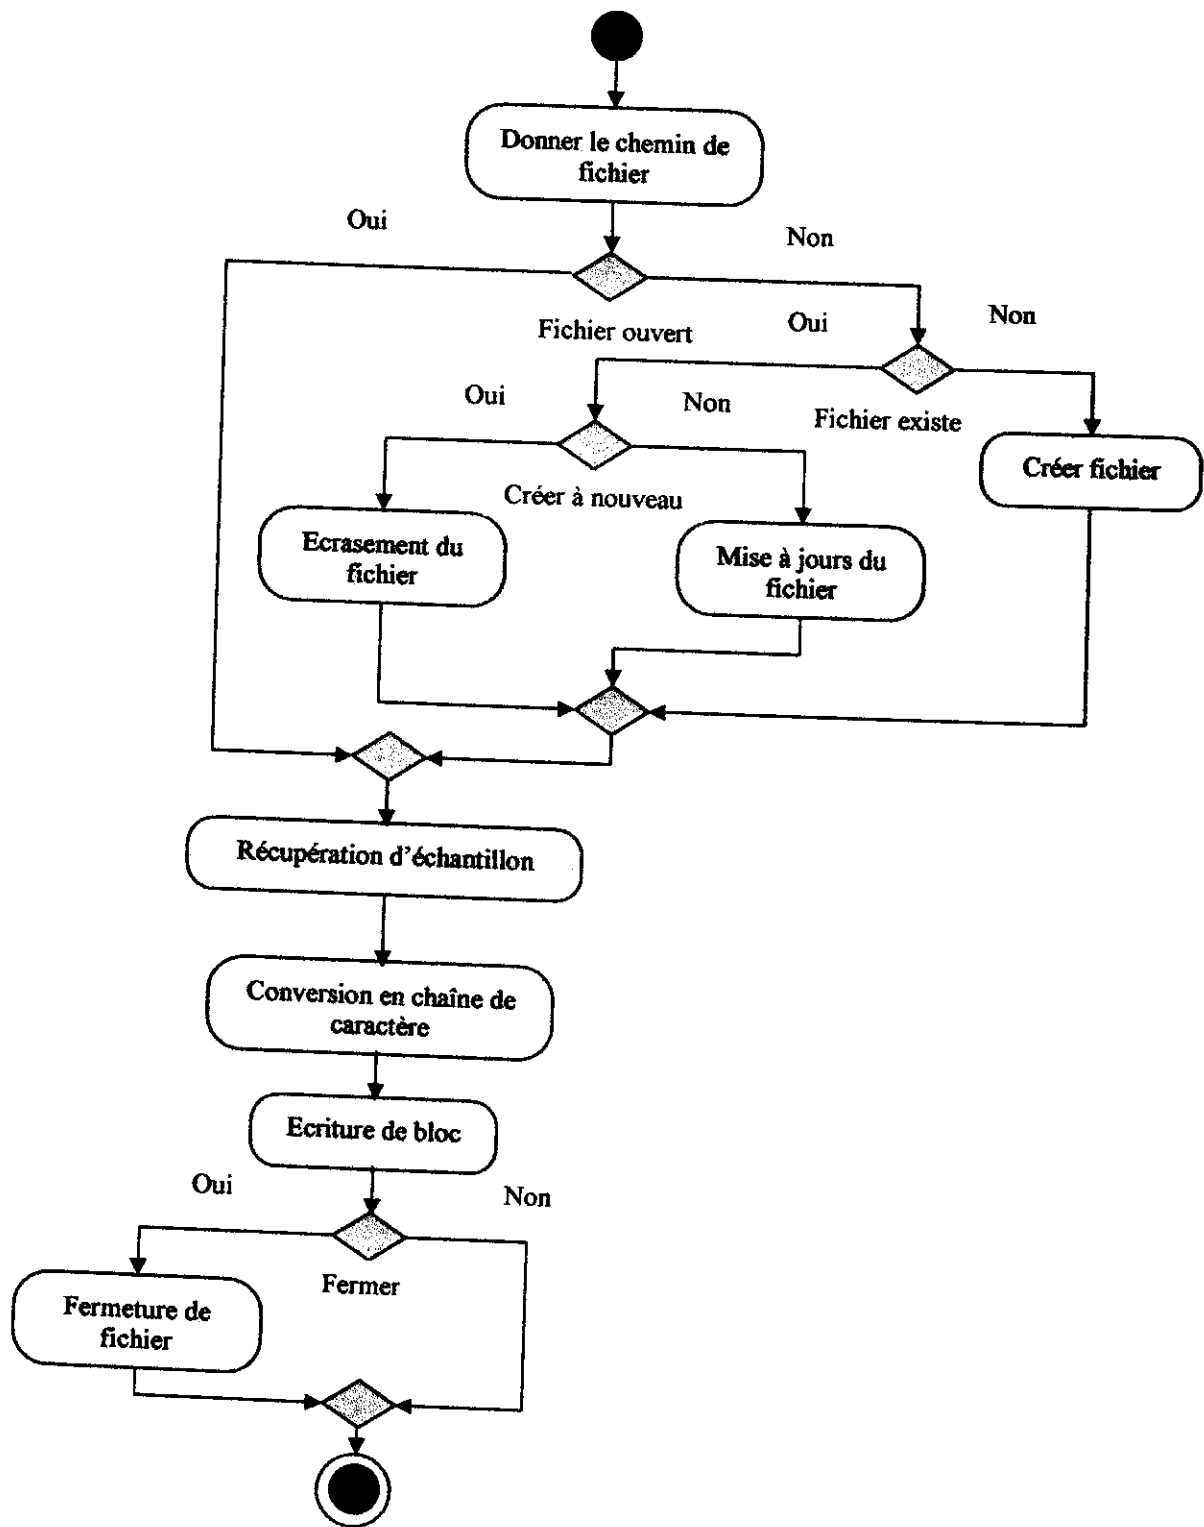 Donner le chemin de
fichier
Oui
Non
Fichier ouvert
Oui
Non
Oui
Non
Fichier existe
Créer à nouveau
Créer fichier
Ecrasement du
fichier
Mise à jours du
fichier
Récupération d'échantillon
Conversion en chaîne de
caractère
Ecriture de bloc
Oui
Non
Fermer
Fermeture de
fichier